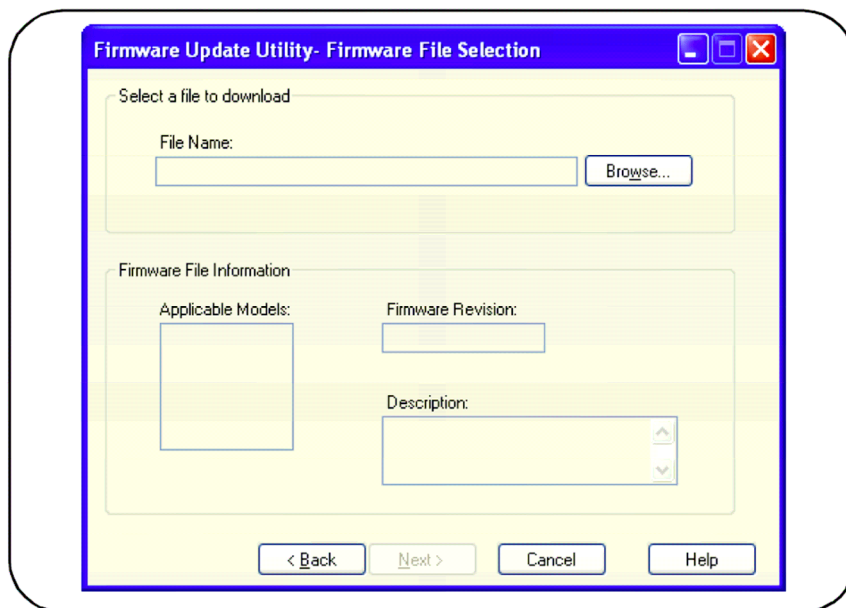 Firmware Update Utility- Firmware File Selection
Select a file to download
File Name:
Browse...
Firmware File Information
Applicable Models:
Firmware Revision:
Description:
< Back
Next >
Cancel
Help